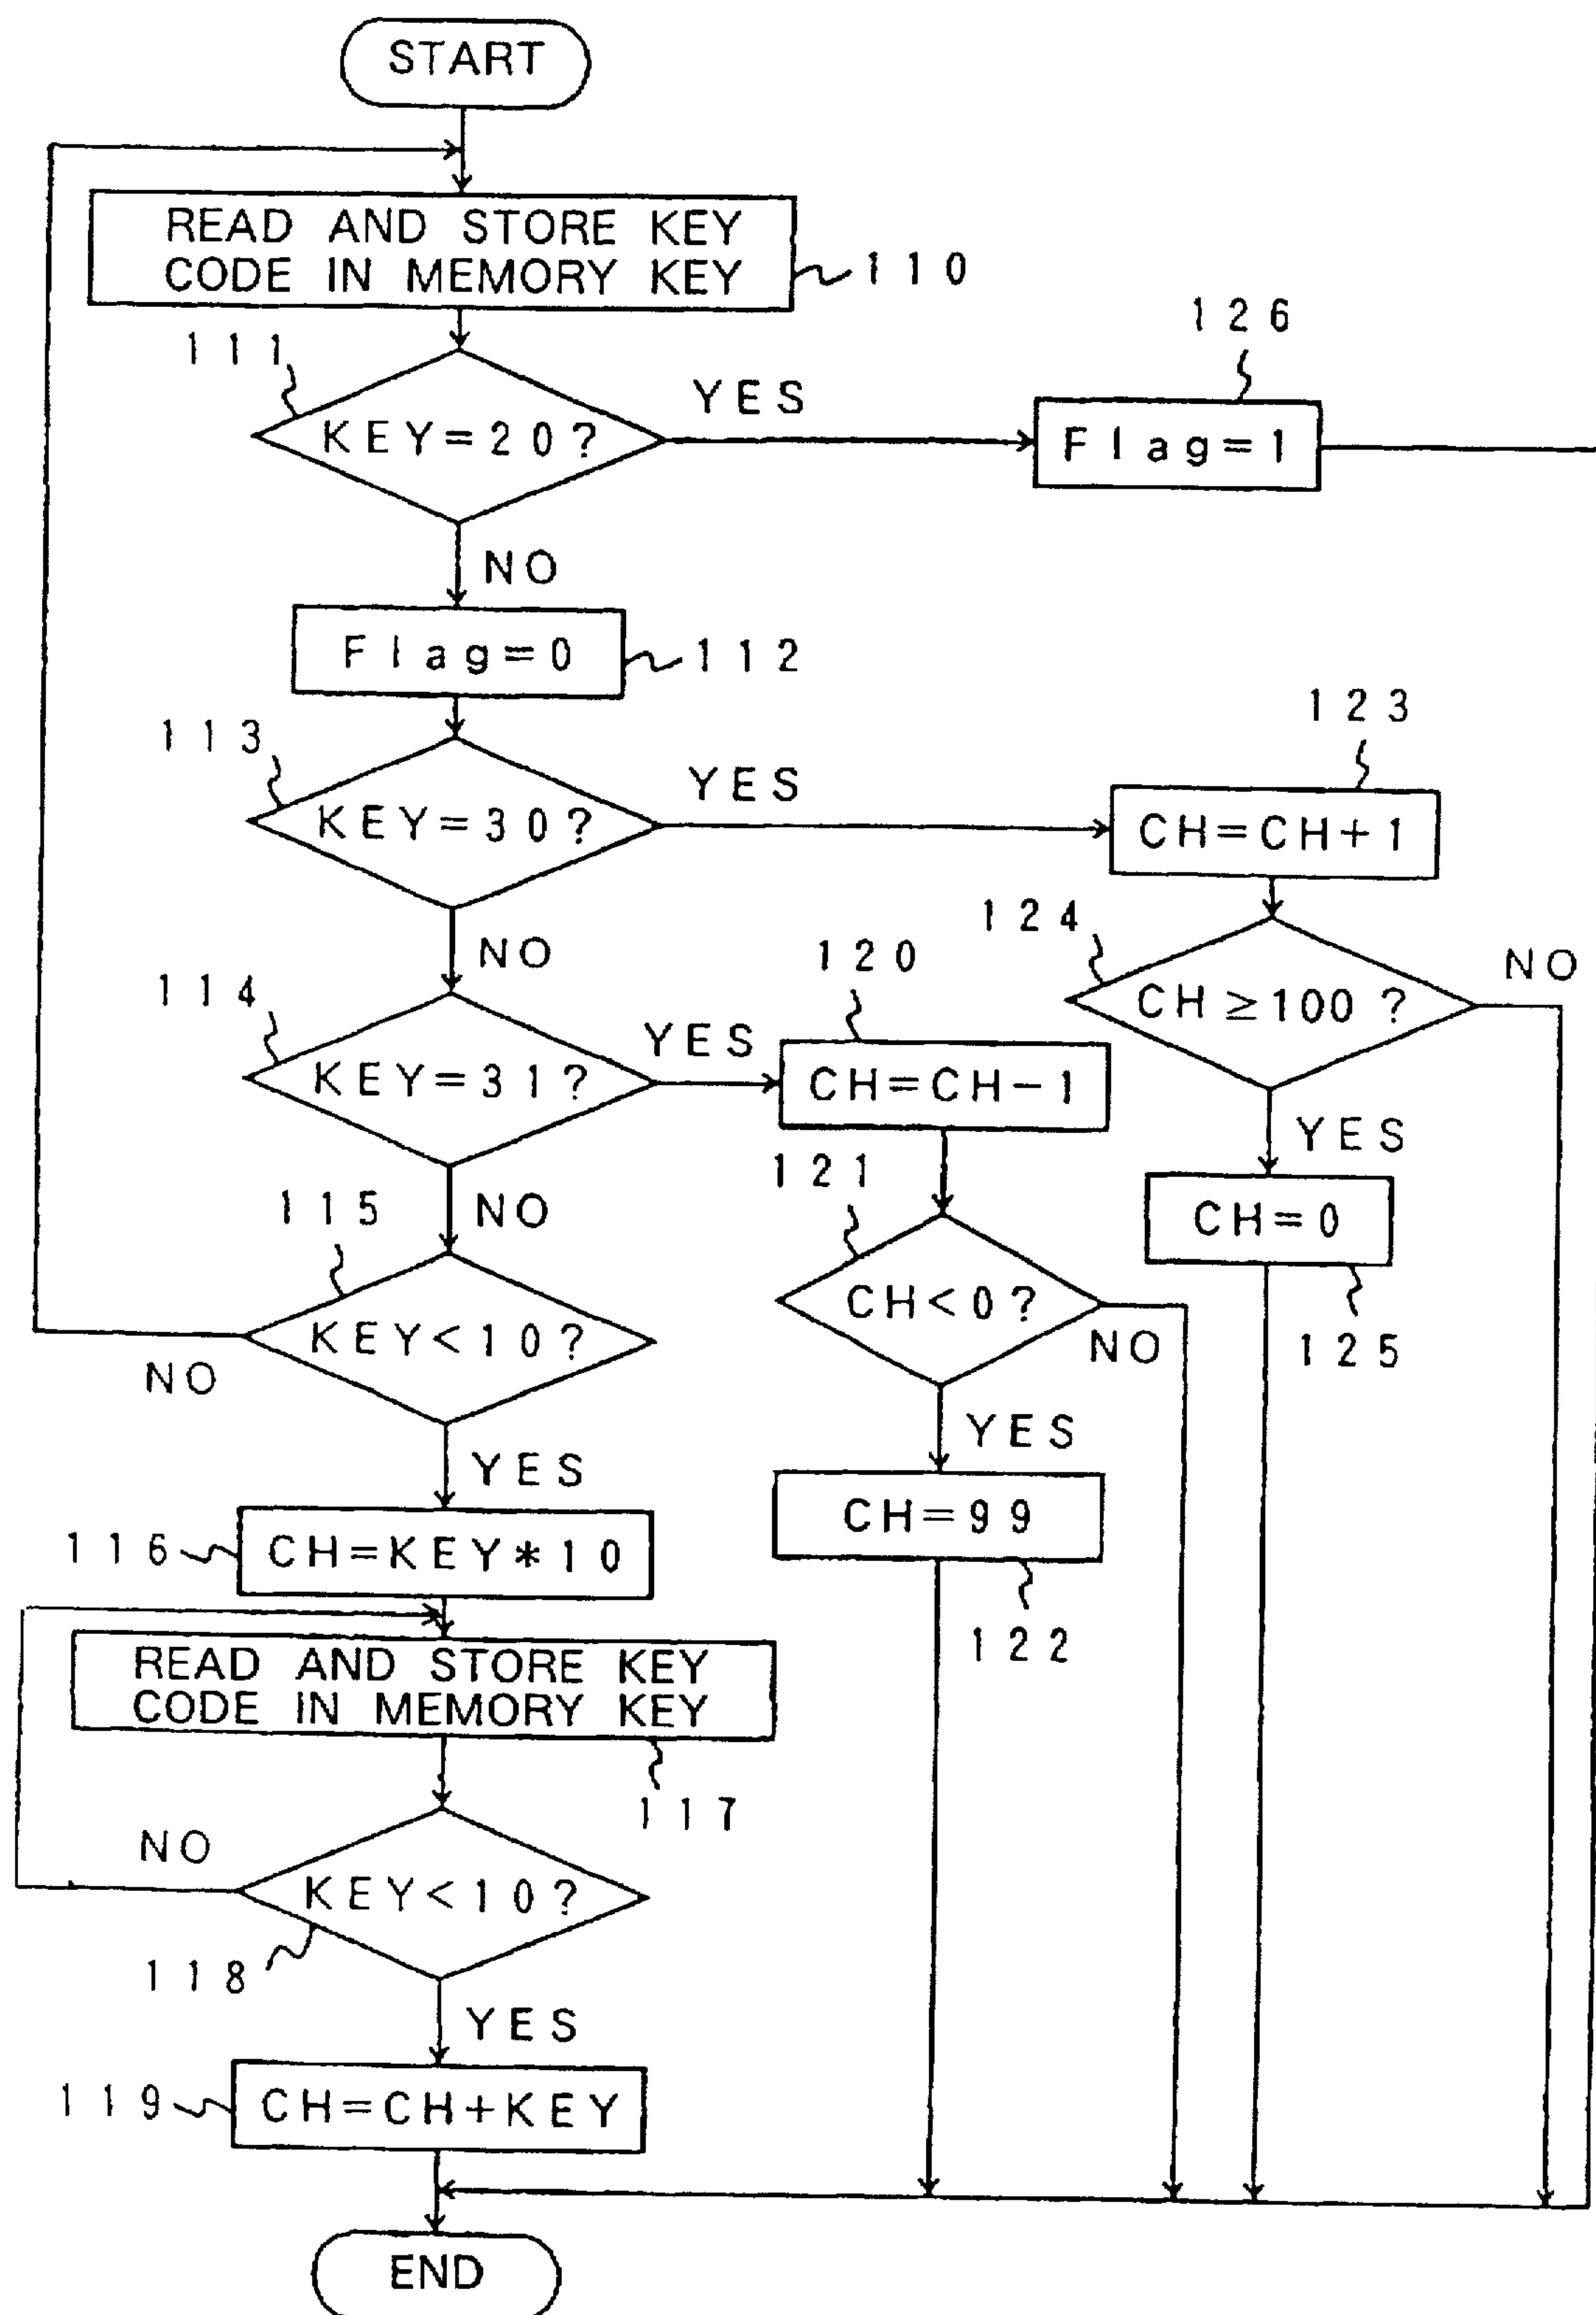 START
READ AND STORE KEY
CODE IN MEMORY KEY
110
111
KEY=20?
YES
126
Flag=1
NO
Flag=0
112
113
KEY=30?
YES
123
CH=CH+1
NO
124
CH≥100?
NO
114
KEY=31?
YES
120
CH=CH-1
YES
CH=0
125
NO
121
CH<0?
NO
115
KEY<10?
NO
YES
CH=99
122
YES
116
CH=KEY*10
READ AND STORE KEY
CODE IN MEMORY KEY
117
NO
KEY<10?
118
YES
119
CH=CH+KEY
END